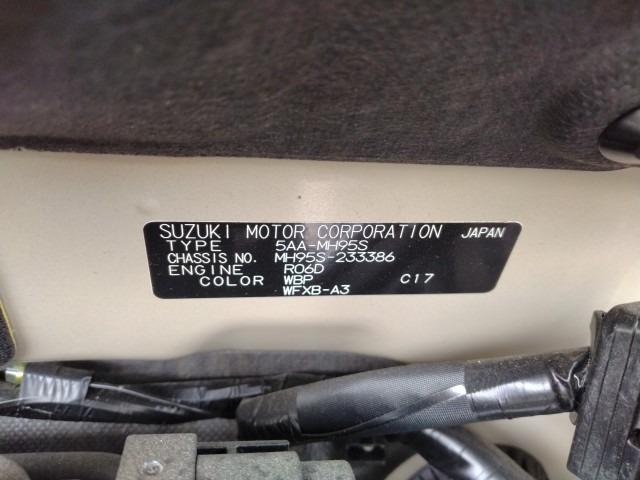 SUZUKI MOTOR CORPORATION JAPAN
TYPE 5AA-MH95S
CHASSIS NO. MH95S-233386
ENGINE R06D
COLOR WBP C17
WFXB-A3